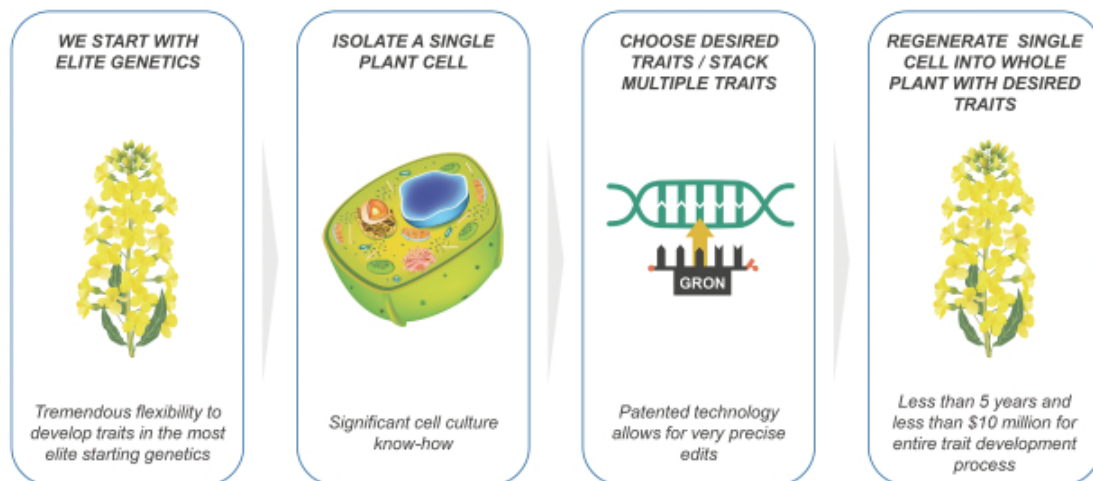 WE START WITH
ELITE GENETICS
Tremendous flexibility to
develop traits in the most
elite starting genetics
ISOLATE A SINGLE
PLANT CELL
Significant cell culture
know-how
CHOOSE DESIRED
TRAITS / STACK
MULTIPLE TRAITS
GRON
Patented technology
allows for very precise
edits
REGENERATE SINGLE
CELL INTO WHOLE
PLANT WITH DESIRED
TRAITS
Less than 5 years and
less than $10 million for
entire trait development
process